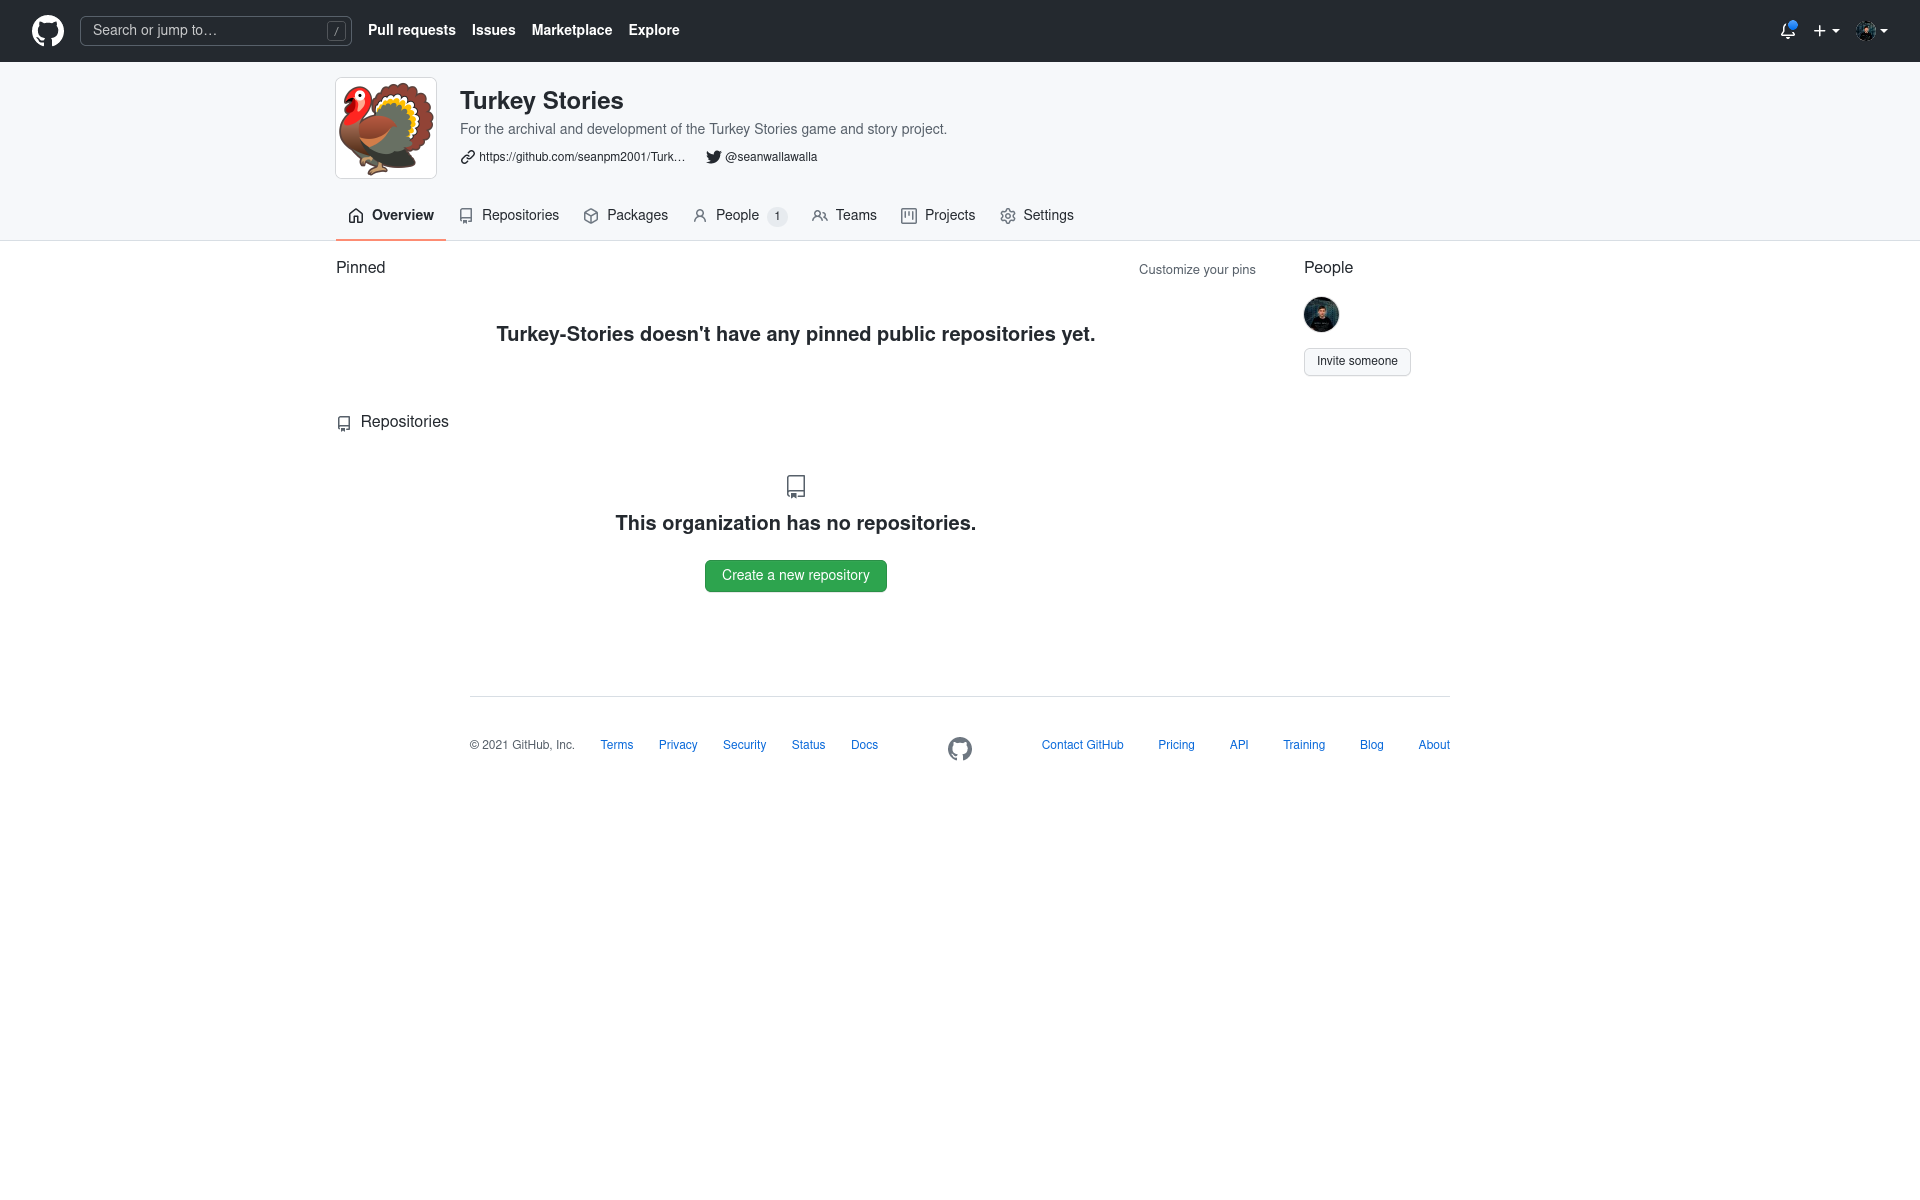 Search or jump to… /
Pull requests Issues Marketplace Explore
Turkey Stories
For the archival and development of the Turkey Stories game and story project.
https://github.com/seanpm2001/Turk… @seanwallawalla
Overview Repositories Packages People 1 Teams Projects Settings
Pinned Customize your pins
People
Turkey-Stories doesn't have any pinned public repositories yet.
Invite someone
Repositories
This organization has no repositories.
Create a new repository
© 2021 GitHub, Inc. Terms Privacy Security Status Docs Contact GitHub Pricing API Training Blog About